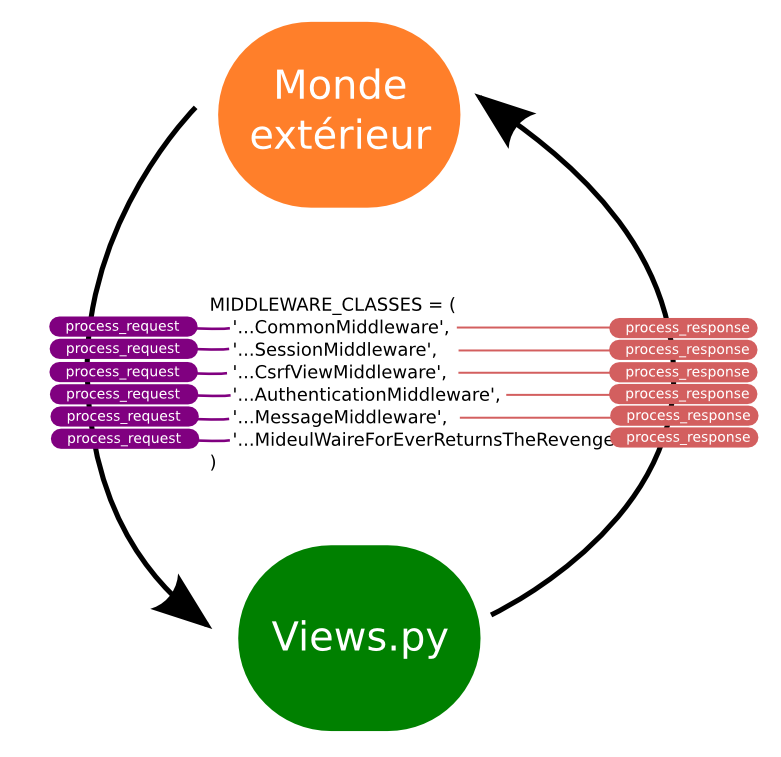 Monde
extérieur
MIDDLEWARE_CLASSES = (
process_request '...CommonMiddleware', process_response
process_request '...SessionMiddleware', process_response
process_request '...CsrfViewMiddleware', process_response
process_request '...AuthenticationMiddleware', process_response
process_request '...MessageMiddleware', process_response
process_request '...MideulWaireForEverReturnsTheRevenge process_response
)
Views.py